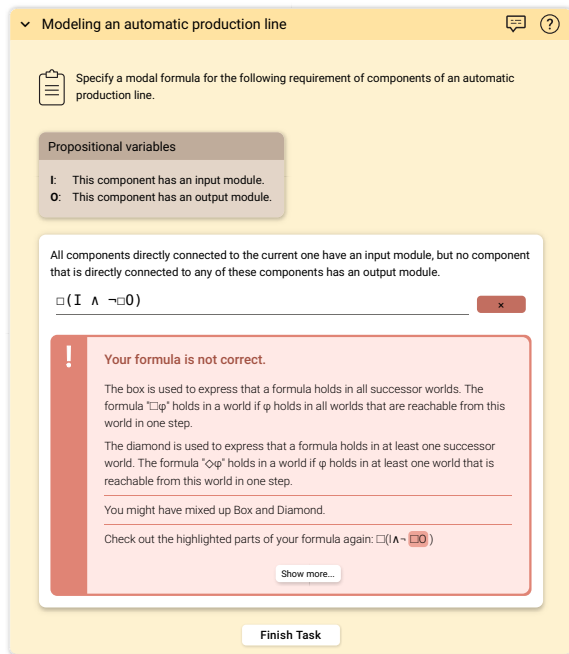 Modeling an automatic production line
?
Specify a modal formula for the following requirement of components of an automatic
production line.
Propositional variables
I: This component has an input module.
O: This component has an output module.
All components directly connected to the current one have an input module, but no component
that is directly connected to any of these components has an output module.
□(I ∧ ¬□O)
×
!
Your formula is not correct.
The box is used to express that a formula holds in all successor worlds. The
formula "□φ" holds in a world if φ holds in all worlds that are reachable from this
world in one step.
The diamond is used to express that a formula holds in at least one successor
world. The formula "◇φ" holds in a world if φ holds in at least one world that is
reachable from this world in one step.
You might have mixed up Box and Diamond.
Check out the highlighted parts of your formula again: □(I∧¬ □O )
Show more...
Finish Task